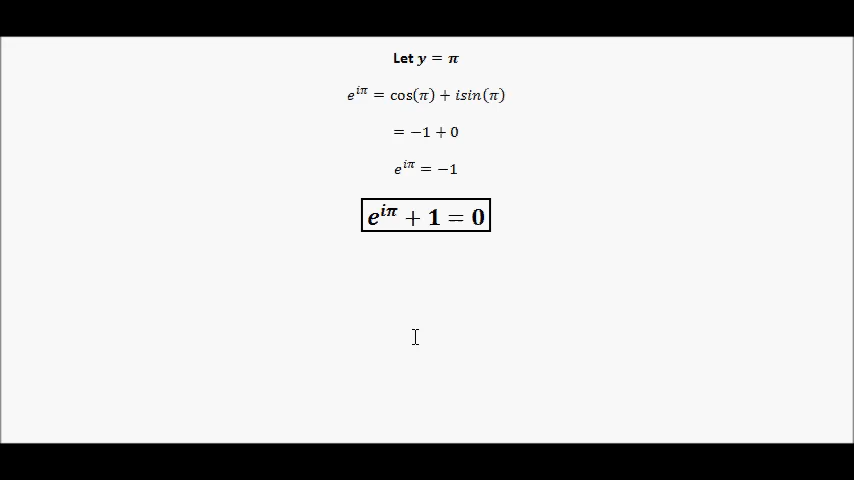 Let y = π
e^{iπ} = cos(π) + isin(π)
= −1 + 0
e^{iπ} = −1
e^{iπ} + 1 = 0